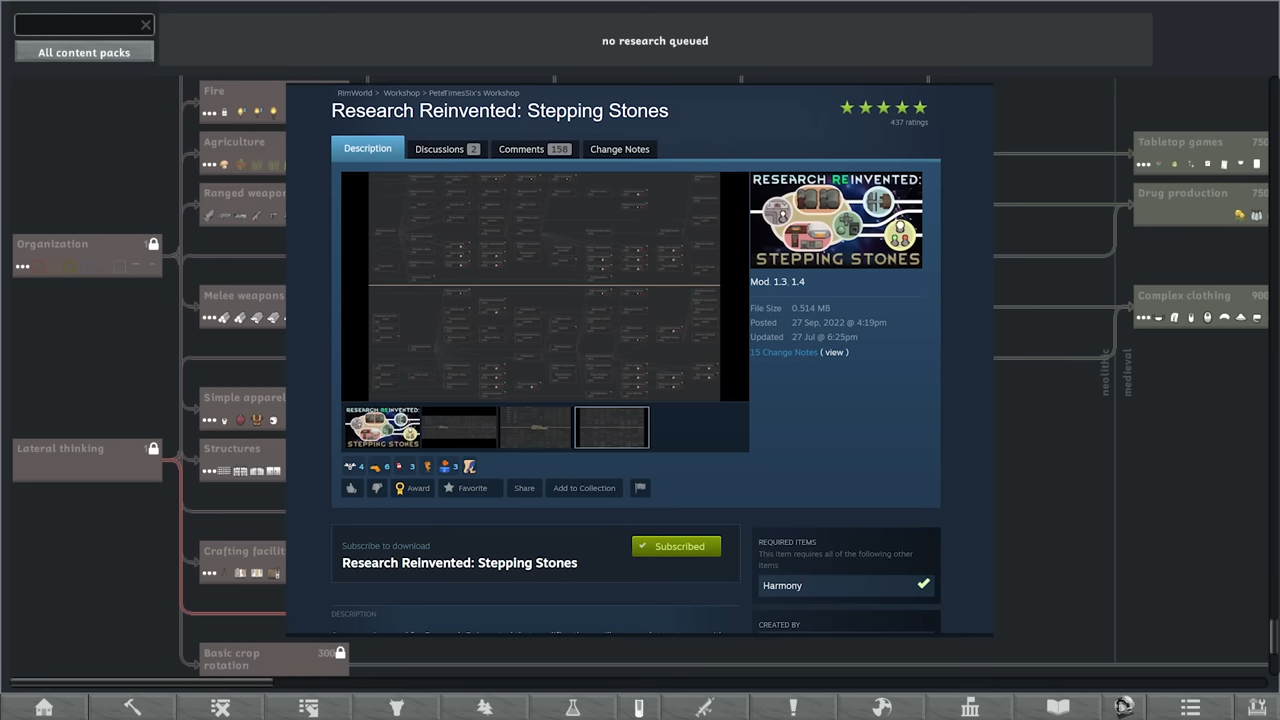 no research queued
All content packs
Fire
Agriculture
Ranged weapon
Organization
Melee weapons
Simple apparel
Lateral thinking
Structures
Crafting facilit
Basic crop 300
rotation
RimWorld > Workshop > PeteTimesSix's Workshop
Research Reinvented: Stepping Stones
437 ratings
Description
Discussions 2
Comments 158
Change Notes
RESEARCH REINVENTED:
STEPPING STONES
RESEARCH REINVENTED:
STEPPING STONES
Mod, 1.3, 1.4
File Size 0.514 MB
Posted 27 Sep, 2022 @ 4:19pm
Updated 27 Jul @ 6:25pm
15 Change Notes ( view )
4 6 3 3
Award
Favorite
Share
Add to Collection
Subscribe to download
Research Reinvented: Stepping Stones
Subscribed
DESCRIPTION
REQUIRED ITEMS
This item requires all of the following other
items
Harmony
CREATED BY
Tabletop games 750
Drug production 750
Complex clothing 900
neolithic
medieval